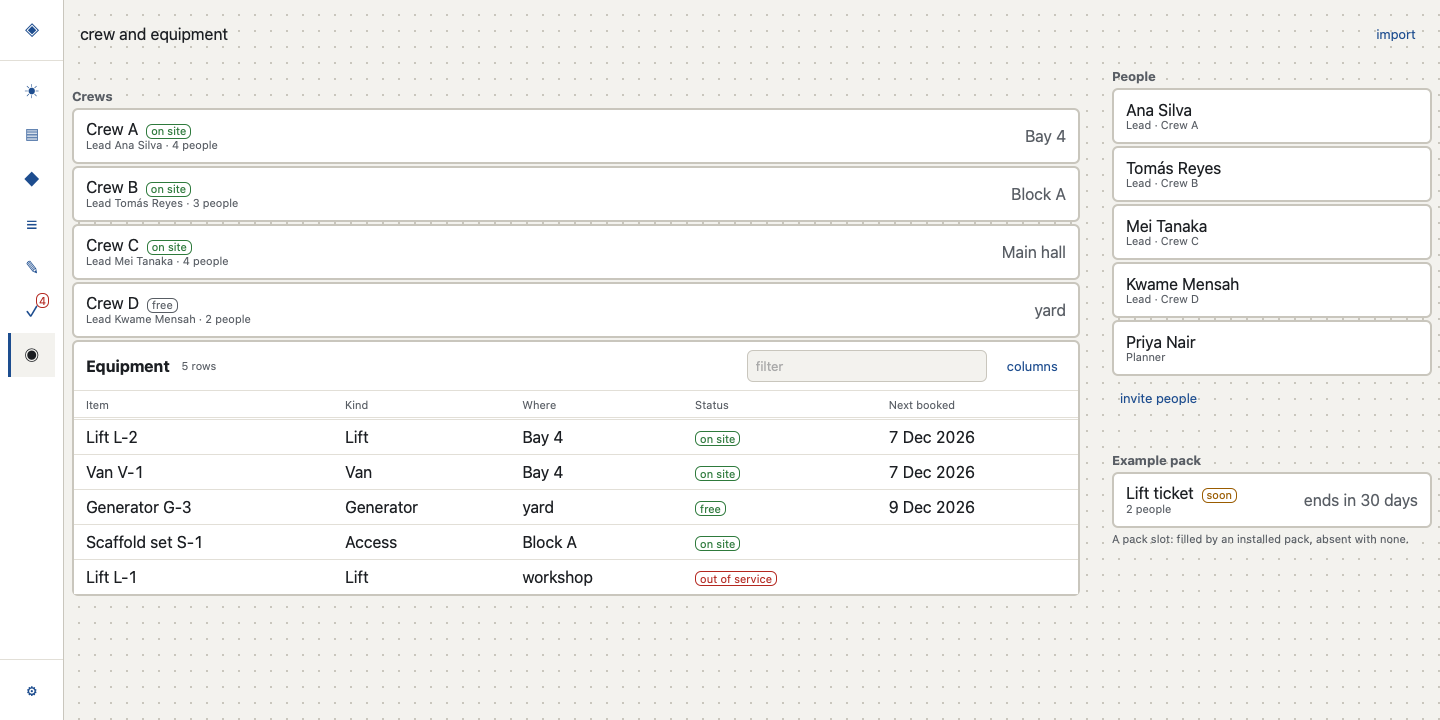 crew and equipment
import
4
Crews
Crew A on site
Lead Ana Silva · 4 people
Bay 4
Crew B on site
Lead Tomás Reyes · 3 people
Block A
Crew C on site
Lead Mei Tanaka · 4 people
Main hall
Crew D free
Lead Kwame Mensah · 2 people
yard
Equipment 5 rows filter columns
Item Kind Where Status Next booked
Lift L-2 Lift Bay 4 on site 7 Dec 2026
Van V-1 Van Bay 4 on site 7 Dec 2026
Generator G-3 Generator yard free 9 Dec 2026
Scaffold set S-1 Access Block A on site
Lift L-1 Lift workshop out of service
People
Ana Silva
Lead · Crew A
Tomás Reyes
Lead · Crew B
Mei Tanaka
Lead · Crew C
Kwame Mensah
Lead · Crew D
Priya Nair
Planner
invite people
Example pack
Lift ticket soon
2 people
ends in 30 days
A pack slot: filled by an installed pack, absent with none.